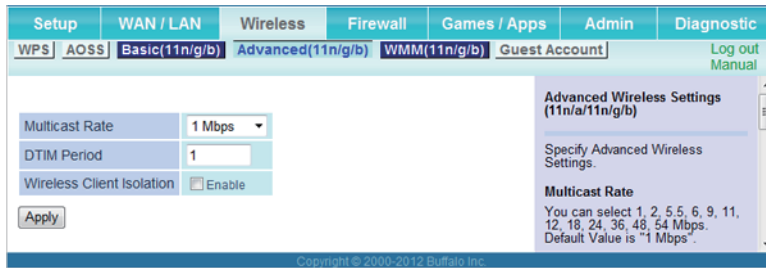 Setup WAN / LAN Wireless Firewall Games / Apps Admin Diagnostic
WPS AOSS Basic(11n/g/b) Advanced(11n/g/b) WMM(11n/g/b) Guest Account Log out
Manual
Multicast Rate 1 Mbps
DTIM Period 1
Wireless Client Isolation Enable
Apply
Advanced Wireless Settings
(11n/a/11n/g/b)
Specify Advanced Wireless
Settings.
Multicast Rate
You can select 1, 2, 5.5, 6, 9, 11,
12, 18, 24, 36, 48, 54 Mbps.
Default Value is "1 Mbps".
Copyright © 2000-2012 Buffalo Inc.